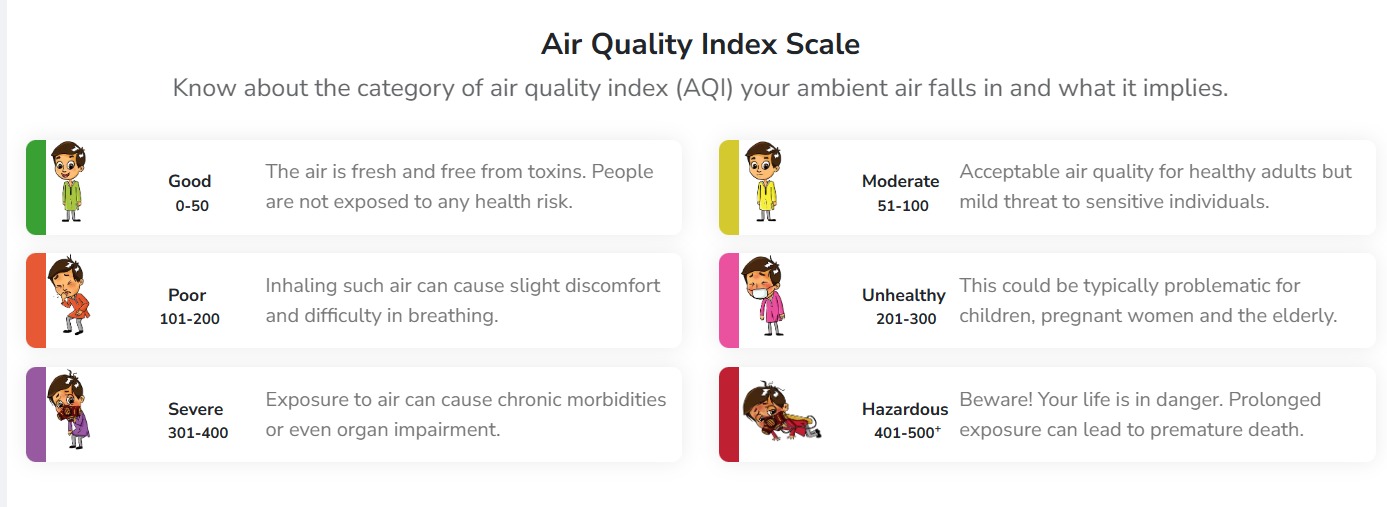 Air Quality Index Scale
Know about the category of air quality index (AQI) your ambient air falls in and what it implies.
Good
0-50
The air is fresh and free from toxins. People
are not exposed to any health risk.
Moderate
51-100
Acceptable air quality for healthy adults but
mild threat to sensitive individuals.
Poor
101-200
Inhaling such air can cause slight discomfort
and difficulty in breathing.
Unhealthy
201-300
This could be typically problematic for
children, pregnant women and the elderly.
Severe
301-400
Exposure to air can cause chronic morbidities
or even organ impairment.
Hazardous
401-500⁺
Beware! Your life is in danger. Prolonged
exposure can lead to premature death.